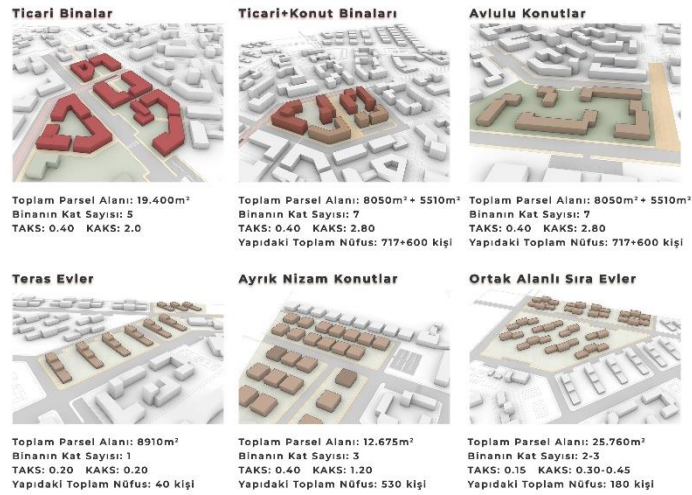 Ticari Binalar
Toplam Parsel Alanı: 19.400m²
Binanın Kat Sayısı: 5
TAKS: 0.40 KAKS: 2.0
Ticari+Konut Binaları
Toplam Parsel Alanı: 8050m² + 5510m²
Binanın Kat Sayısı: 7
TAKS: 0.40 KAKS: 2.80
Yapıdaki Toplam Nüfus: 717+600 kişi
Avlulu Konutlar
Toplam Parsel Alanı: 8050m² + 5510m²
Binanın Kat Sayısı: 7
TAKS: 0.40 KAKS: 2.80
Yapıdaki Toplam Nüfus: 717+600 kişi
Teras Evler
Toplam Parsel Alanı: 8910m²
Binanın Kat Sayısı: 1
TAKS: 0.20 KAKS: 0.20
Yapıdaki Toplam Nüfus: 40 kişi
Ayrık Nizam Konutlar
Toplam Parsel Alanı: 12.675m²
Binanın Kat Sayısı: 3
TAKS: 0.40 KAKS: 1.20
Yapıdaki Toplam Nüfus: 530 kişi
Ortak Alanlı Sıra Evler
Toplam Parsel Alanı: 25.760m²
Binanın Kat Sayısı: 2-3
TAKS: 0.15 KAKS: 0.30-0.45
Yapıdaki Toplam Nüfus: 180 kişi